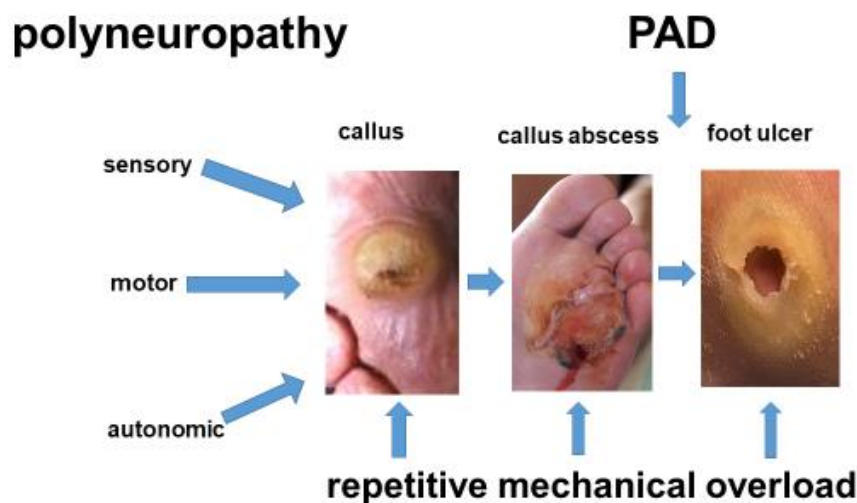 polyneuropathy
PAD
callus
callus abscess
foot ulcer
sensory
motor
autonomic
repetitive mechanical overload